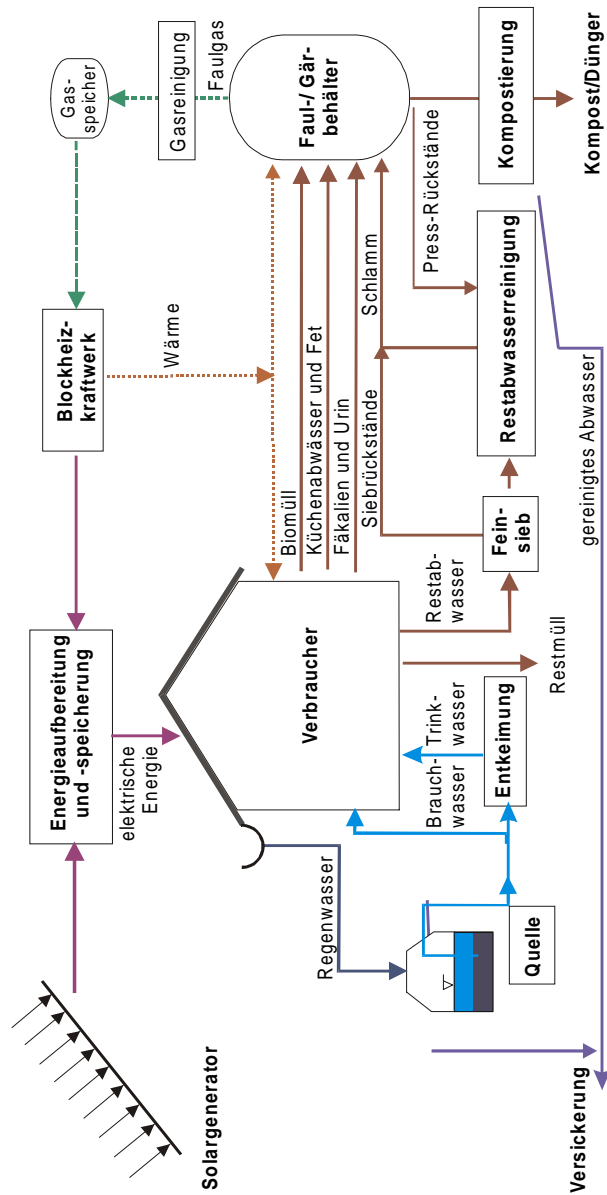 Solargenerator
Energieaufbereitung
und -speicherung
elektrische
Energie
Blockheiz-
kraftwerk
Wärme
Gas-
speicher
Gasreinigung
Faulgas
Faul-/ Gär-
behälter
Verbraucher
Biomüll
Küchenabwässer und Fet
Fäkalien und Urin
Siebrückstände
Schlamm
Press-Rückstände
Regenwasser
Brauch-
wasser
Trink-
wasser
Restab-
wasser
Restmüll
Entkeimung
Quelle
Fein-
sieb
Restabwasserreinigung
Kompostierung
Kompost/Dünger
gereinigtes Abwasser
Versickerung